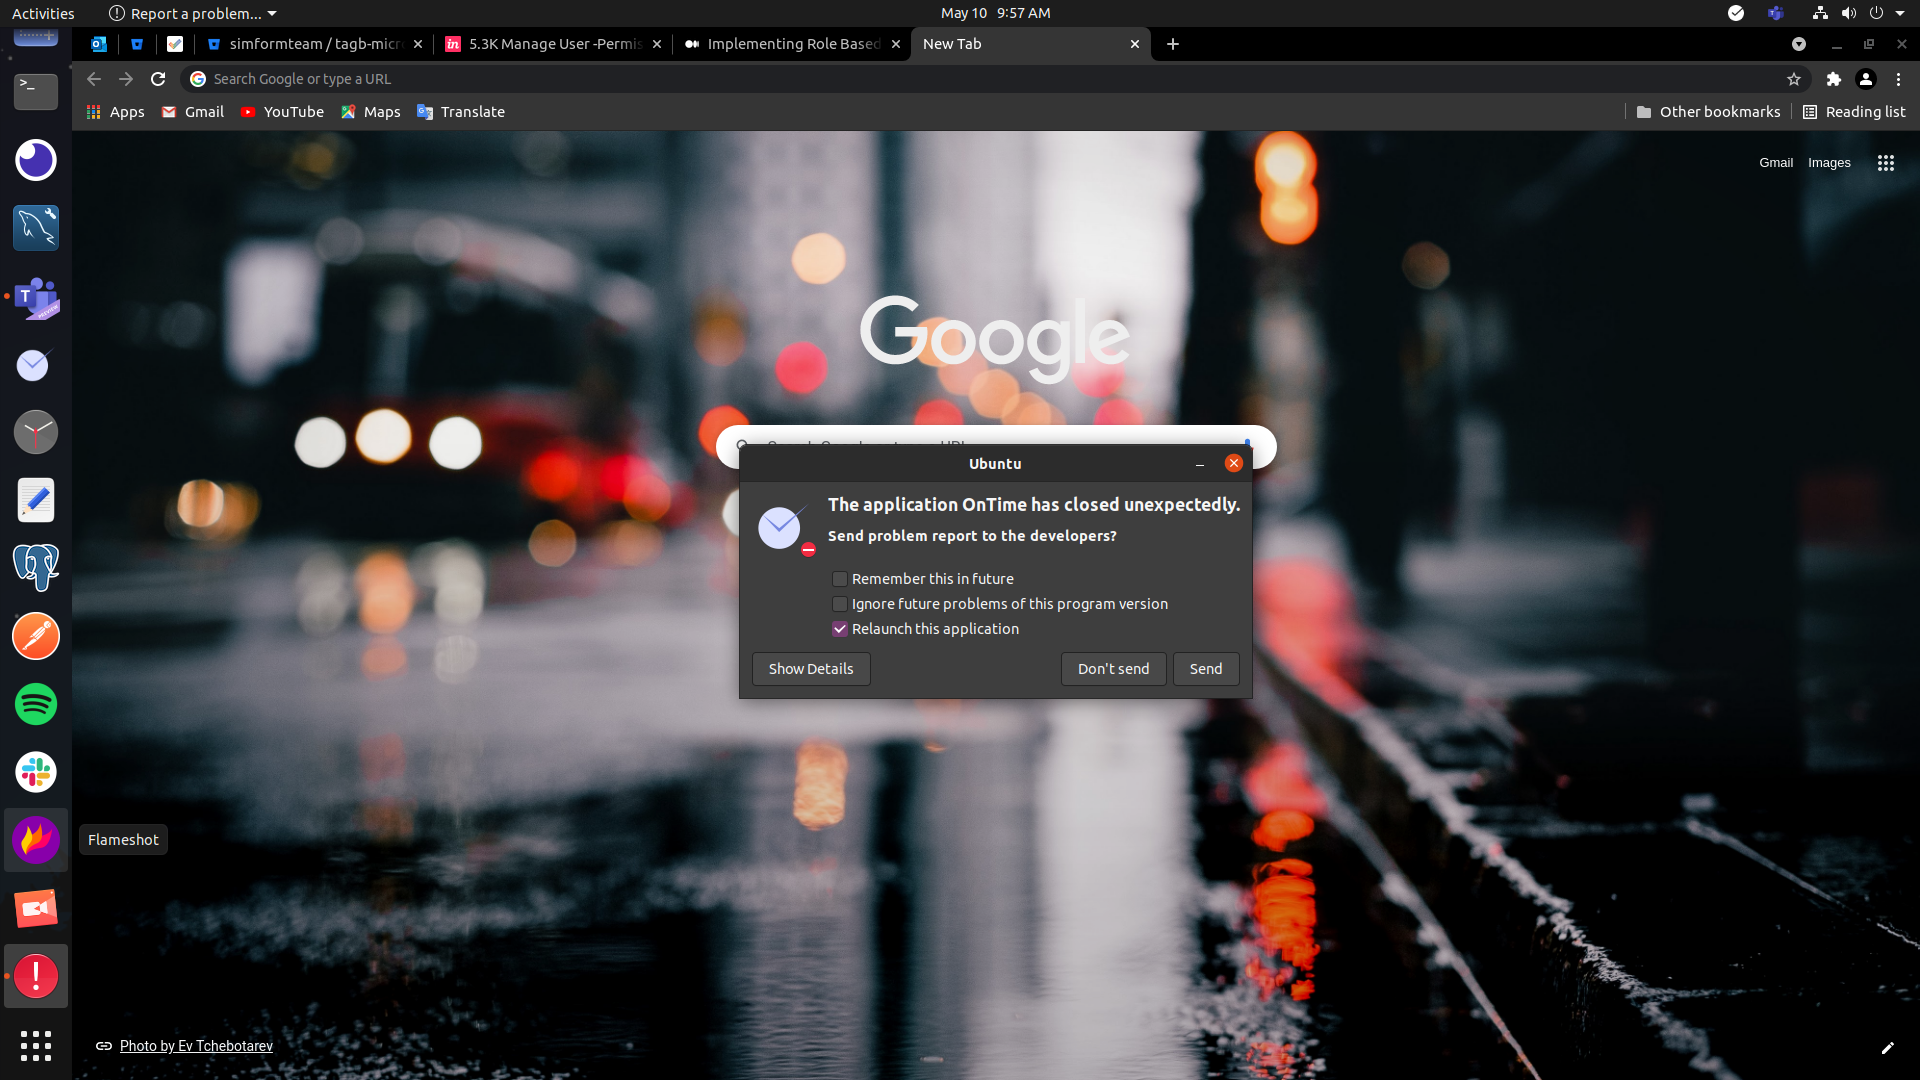 Activities
Report a problem...
May 10 9:57 AM
simformteam / tagb-micr
5.3K Manage User -Permis
Implementing Role Based
New Tab
Search Google or type a URL
Apps
Gmail
YouTube
Maps
Translate
Other bookmarks
Reading list
Gmail
Images
Google
Ubuntu
The application OnTime has closed unexpectedly.
Send problem report to the developers?
Remember this in future
Ignore future problems of this program version
Relaunch this application
Show Details
Don't send
Send
Flameshot
Photo by Ev Tchebotarev